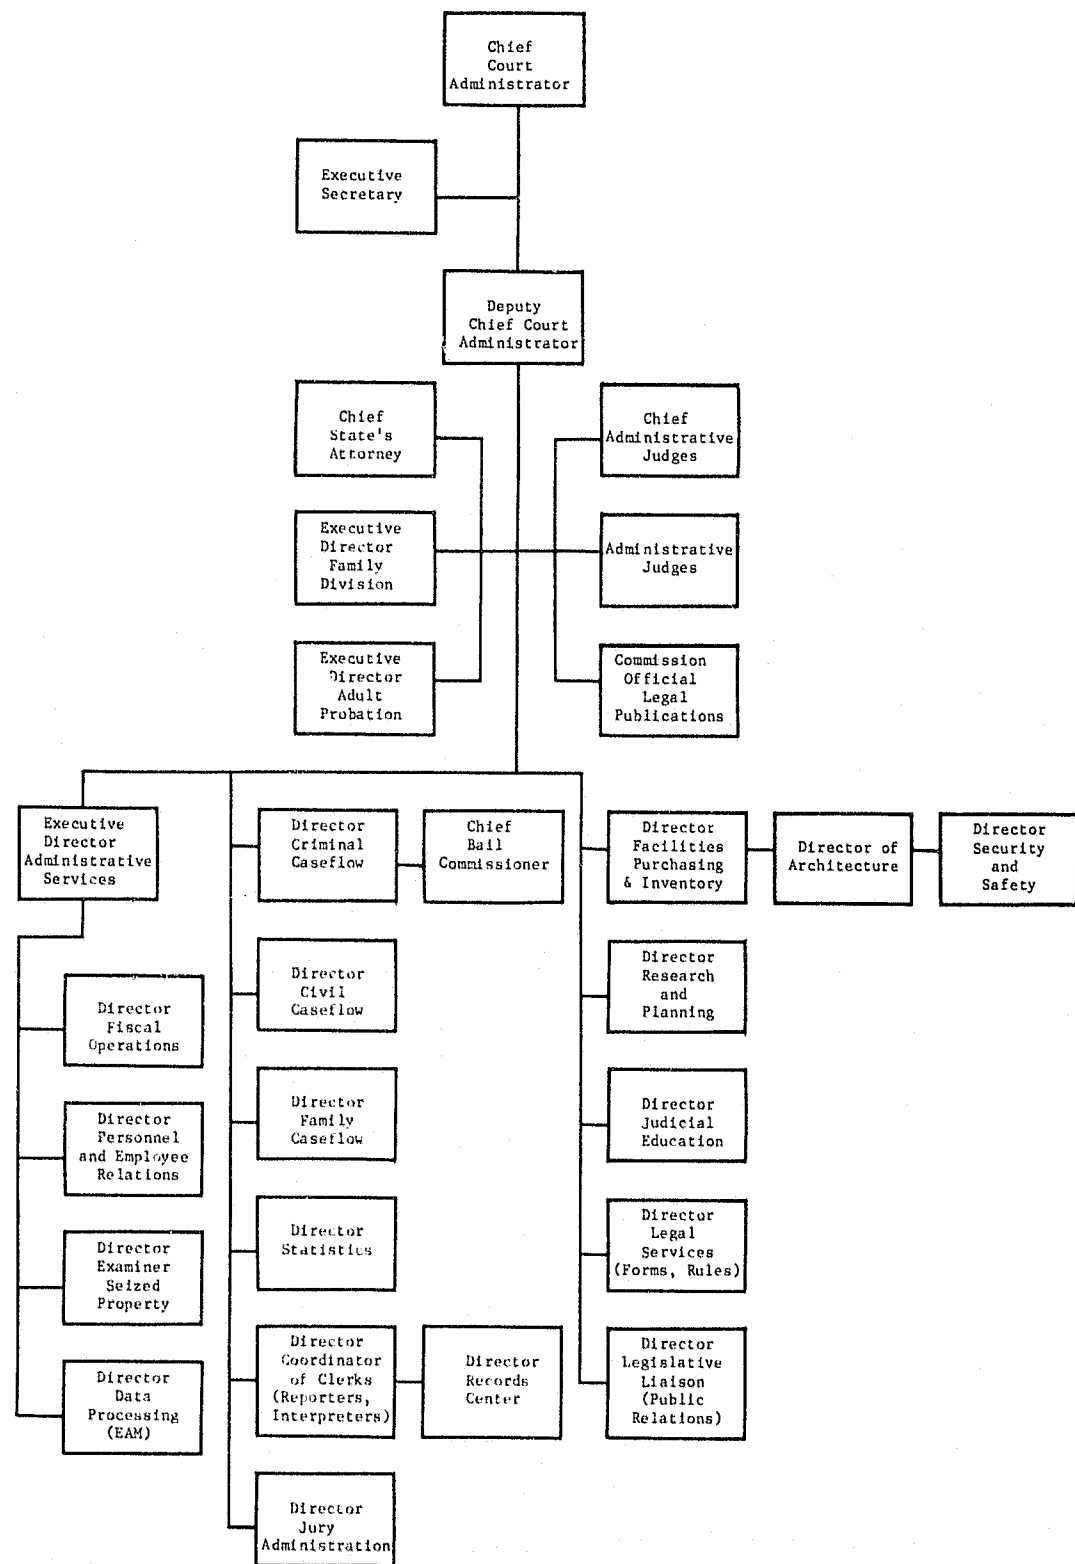 Chief
Court
Administrator
Executive
Secretary
Deputy
Chief Court
Administrator
Chief
State's
Attorney
Chief
Administrative
Judges
Executive
Director
Family
Division
Administrative
Judges
Executive
Director
Adult
Probation
Commission
Official
Legal
Publications
Executive
Director
Administrative
Services
Director
Criminal
Caseflow
Chief
Bail
Commissioner
Director
Facilities
Purchasing
& Inventory
Director of
Architecture
Director
Security
and
Safety
Director
Fiscal
Operations
Director
Personnel
and Employee
Relations
Director
Examiner
Seized
Property
Director
Data
Processing
(EAM)
Director
Civil
Caseflow
Director
Family
Caseflow
Director
Statistics
Director
Coordinator
of Clerks
(Reporters,
Interpreters)
Director
Records
Center
Director
Jury
Administration
Director
Research
and
Planning
Director
Judicial
Education
Director
Legal
Services
(Forms, Rules)
Director
Legislative
Liaison
(Public
Relations)